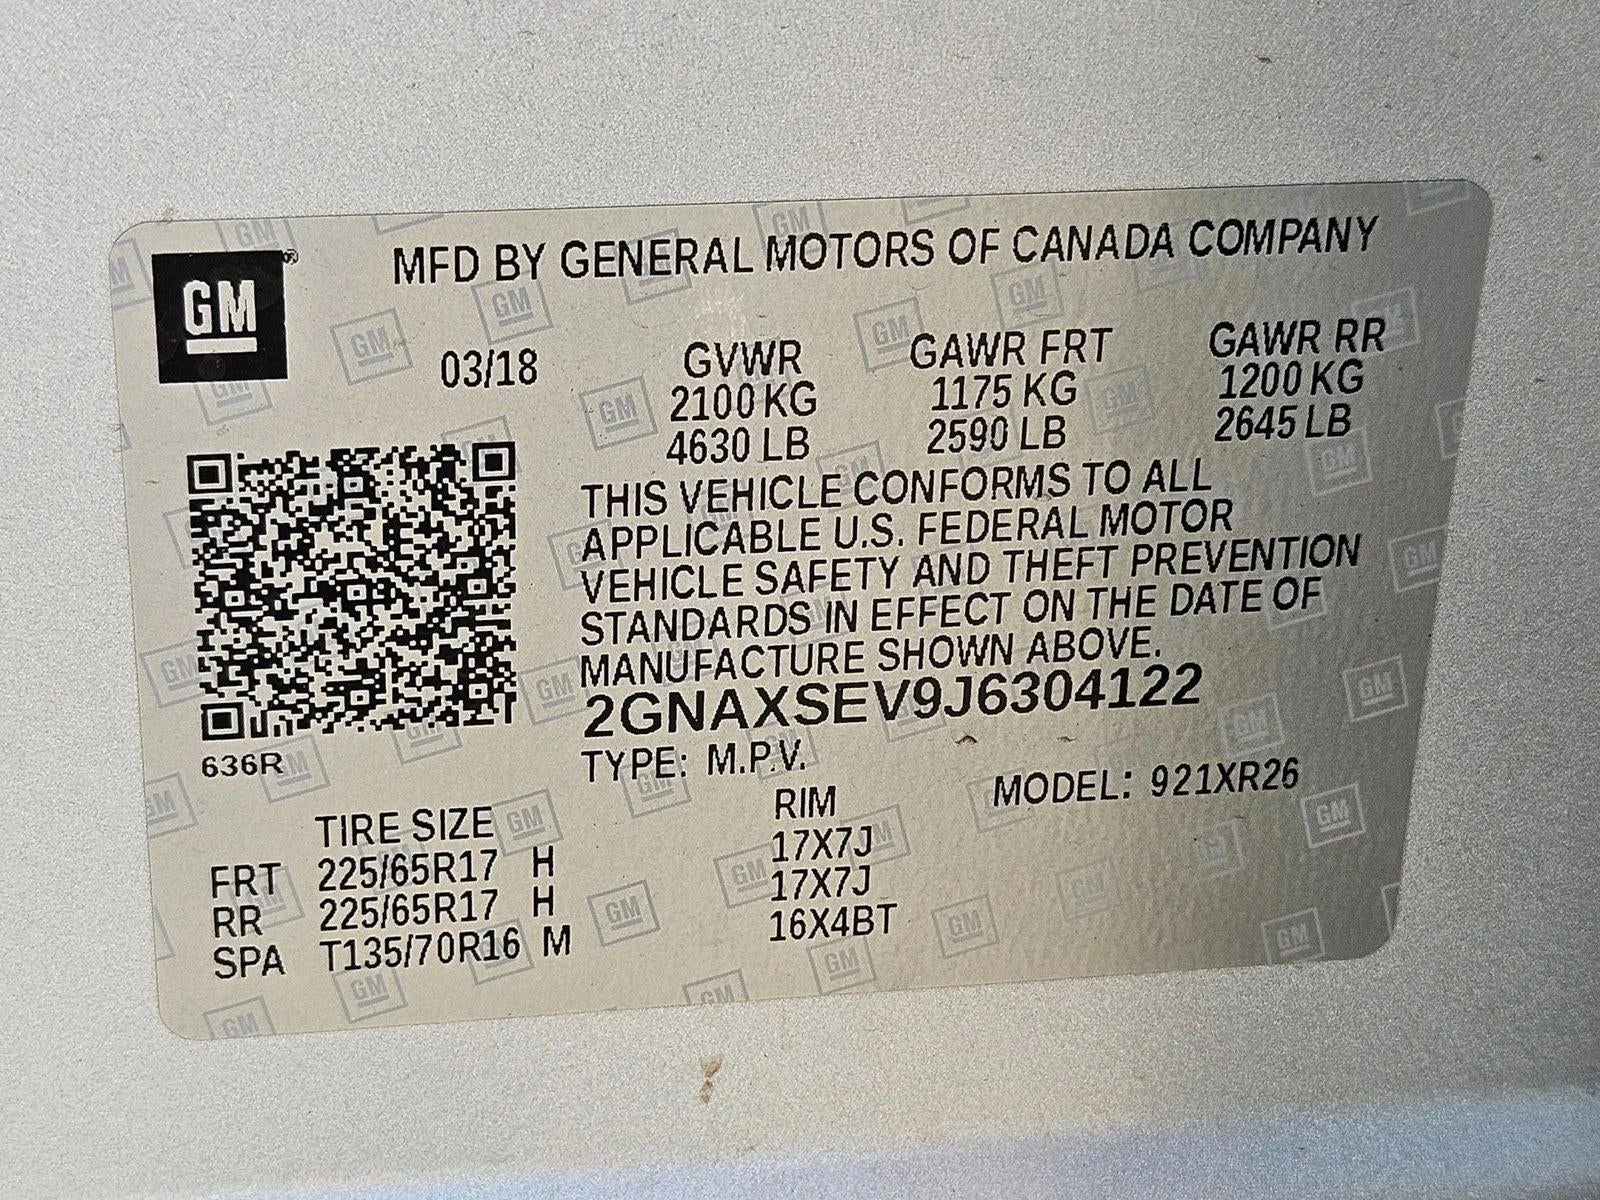 GM
MFD BY GENERAL MOTORS OF CANADA COMPANY
03/18 GVWR GAWR FRT GAWR RR
2100 KG 1175 KG 1200 KG
4630 LB 2590 LB 2645 LB
THIS VEHICLE CONFORMS TO ALL
APPLICABLE U.S. FEDERAL MOTOR
VEHICLE SAFETY AND THEFT PREVENTION
STANDARDS IN EFFECT ON THE DATE OF
MANUFACTURE SHOWN ABOVE.
2GNAXSEV9J6304122
636R
TYPE: M.P.V. MODEL: 921XR26
TIRE SIZE RIM
FRT 225/65R17 H 17X7J
RR 225/65R17 H 17X7J
SPA T135/70R16 M 16X4BT